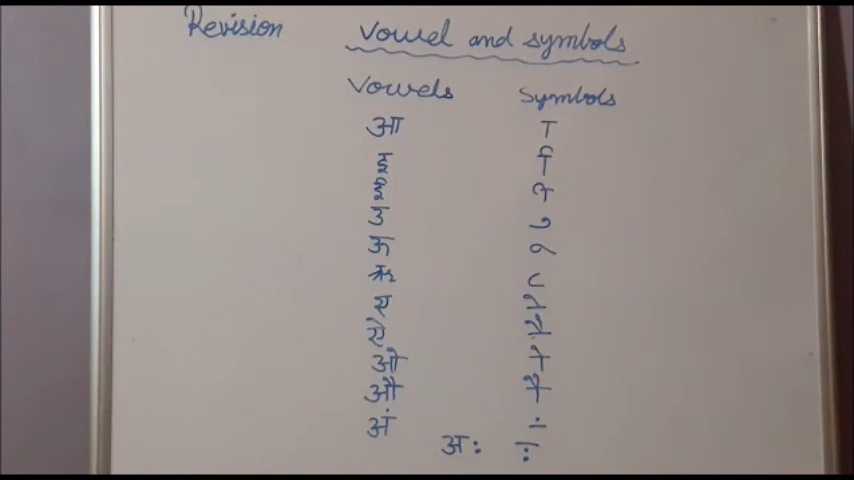 Revision Vowel and symbols
Vowels Symbols
आ ा
इ ि
ई ी
उ ु
ऊ ू
ऋ ृ
ए े
ऐ ै
ओ ो
औ ौ
अं ं
अः ः